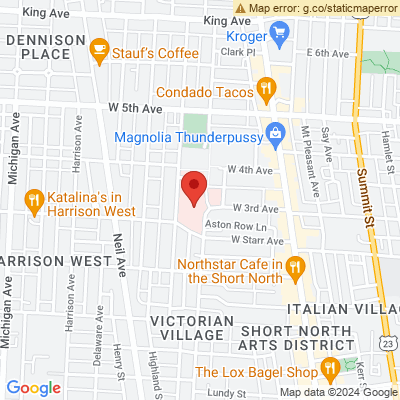 Map error: g.co/staticmaperror
King Ave
King Ave
DENNISON
PLACE
Stauf's Coffee
Kroger
Clark Pl
E 6th Ave
Condado Tacos
W 5th Ave
Magnolia Thunderpussy
Michigan Ave
Harrison Ave
Say Ave
Mt Pleasant Ave
Hamlet St
Summit St
W 4th Ave
Katalina's in
Harrison West
W 3rd Ave
Aston Row Ln
W Starr Ave
Neil Ave
HARRISON WEST
Northstar Cafe in
the Short North
ITALIAN VILLAG
Michigan Ave
Harrison Ave
Delaware Ave
Henry St
Highland S
VICTORIAN
VILLAGE
SHORT NORTH
ARTS DISTRICT
23
The Lox Bagel Shop
Kerr S
Lundy St
Google
Map data ©2024 Google